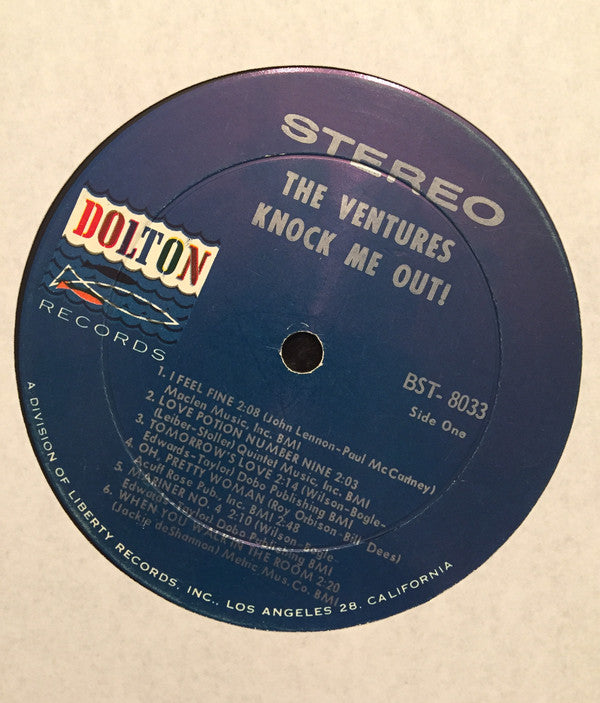 STEREO
THE VENTURES
KNOCK ME OUT!
DOLTON
RECORDS
BST- 8033
Side One
1. I FEEL FINE 2:08 (John Lennon-Paul McCartney)
Maclen Music, Inc. BMI
2. LOVE POTION NUMBER NINE 2:03
(Leiber-Stoller) Quintet Music, Inc. BMI
3. TOMORROW'S LOVE 2:14 (Wilson-Bogle-
Edwards-Taylor) Dobo Publishing BMI
4. OH, PRETTY WOMAN (Roy Orbison-Bill Dees)
Acuff Rose Pub., Inc. BMI 2:48
5. MARINER NO. 4 2:10 (Wilson-Bogle-
Edwards-Taylor) Dobo Publishing BMI
6. WHEN YOU WALK IN THE ROOM 2:20
(Jackie deShannon) Metric Mus. Co. BMI
A DIVISION OF LIBERTY RECORDS, INC., LOS ANGELES 28, CALIFORNIA